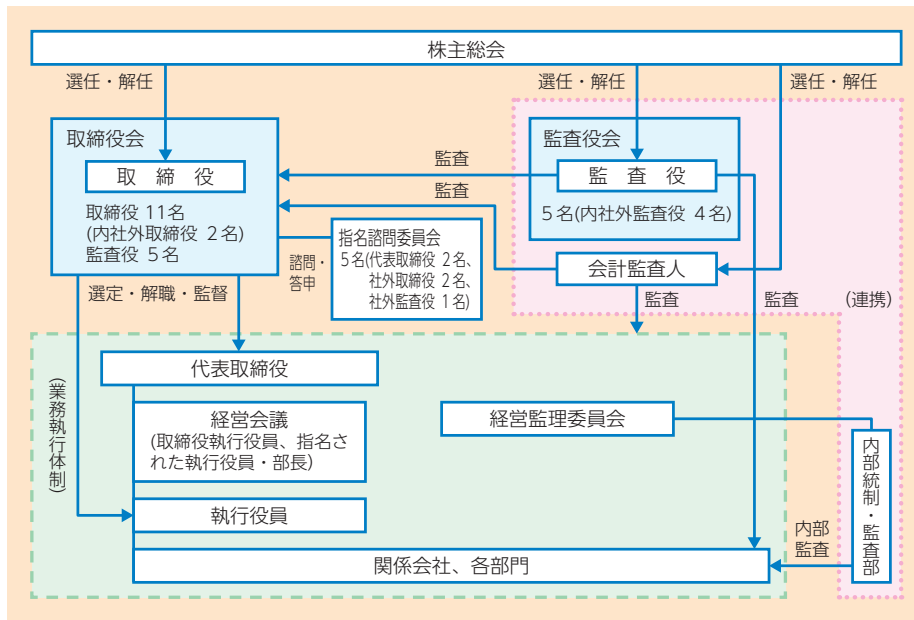 株主総会
選任・解任
選任・解任
選任・解任
取締役会
取 締 役
取締役 11名
(内社外取締役 2名)
監査役 5名
監査
監査
監査役会
監 査 役
5名(内社外監査役 4名)
指名諮問委員会
5名(代表取締役 2名、
社外取締役 2名、
社外監査役 1名)
諮問・
答申
会計監査人
選定・解職・監督
監査
監査
(連携)
代表取締役
(業務執行体制)
経営会議
(取締役執行役員、指名さ
れた執行役員・部長)
経営監理委員会
内部統制・監査部
執行役員
内部
監査
関係会社、各部門